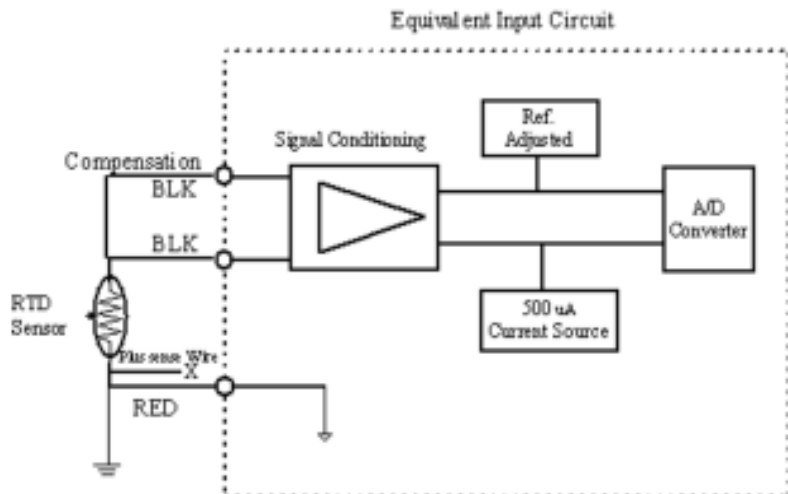 Equivalent Input Circuit
Signal Conditioning
Ref.
Adjusted
Compensation
BLK
A/D
Converter
BLK
RTD
Sensor
500 uA
Current Source
Plus sense Wire
X
RED